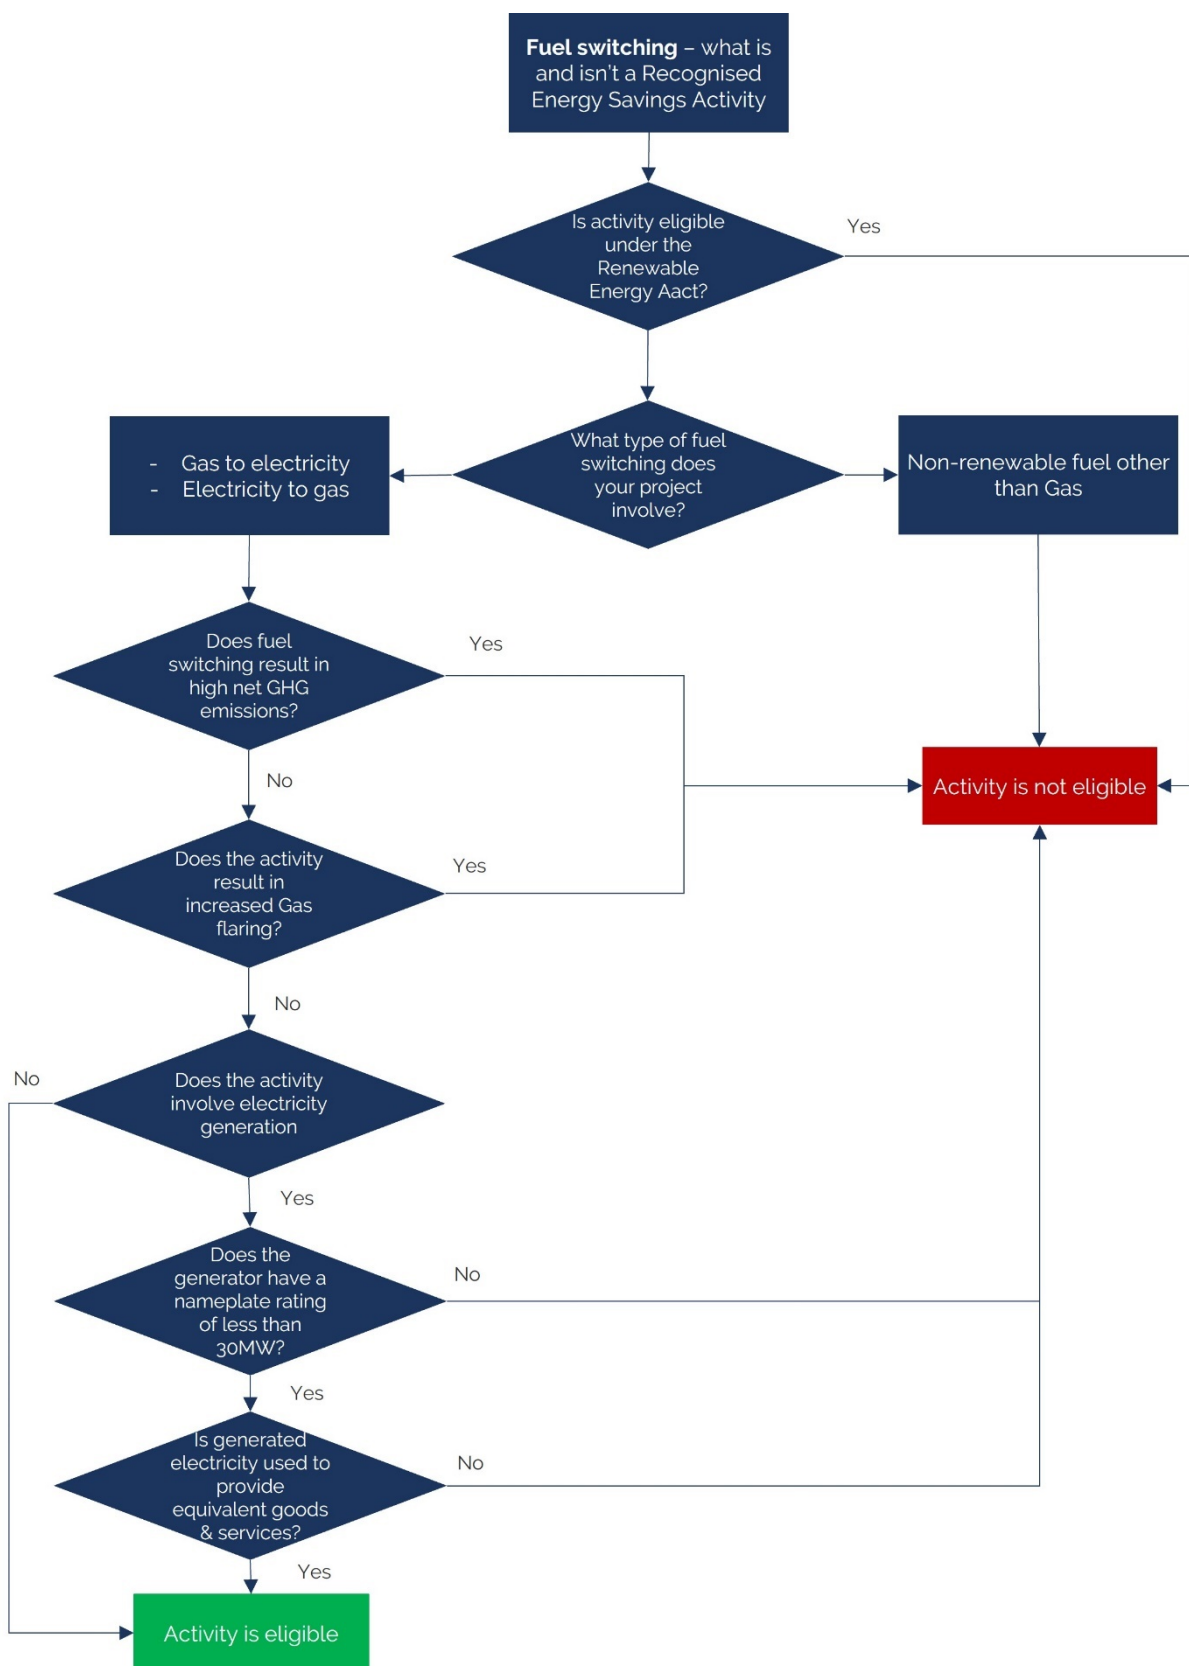 Fuel switching – what is
and isn't a Recognised
Energy Savings Activity
Is activity eligible
under the
Renewable
Energy Aact?
Yes
What type of fuel
switching does
your project
involve?
- Gas to electricity
- Electricity to gas
Non-renewable fuel other
than Gas
Does fuel
switching result in
high net GHG
emissions?
Yes
No
Activity is not eligible
Does the activity
result in
increased Gas
flaring?
Yes
No
Does the activity
involve electricity
generation
No
Yes
Does the
generator have a
nameplate rating
of less than
30MW?
No
Yes
Is generated
electricity used to
provide
equivalent goods
& services?
No
Yes
Activity is eligible